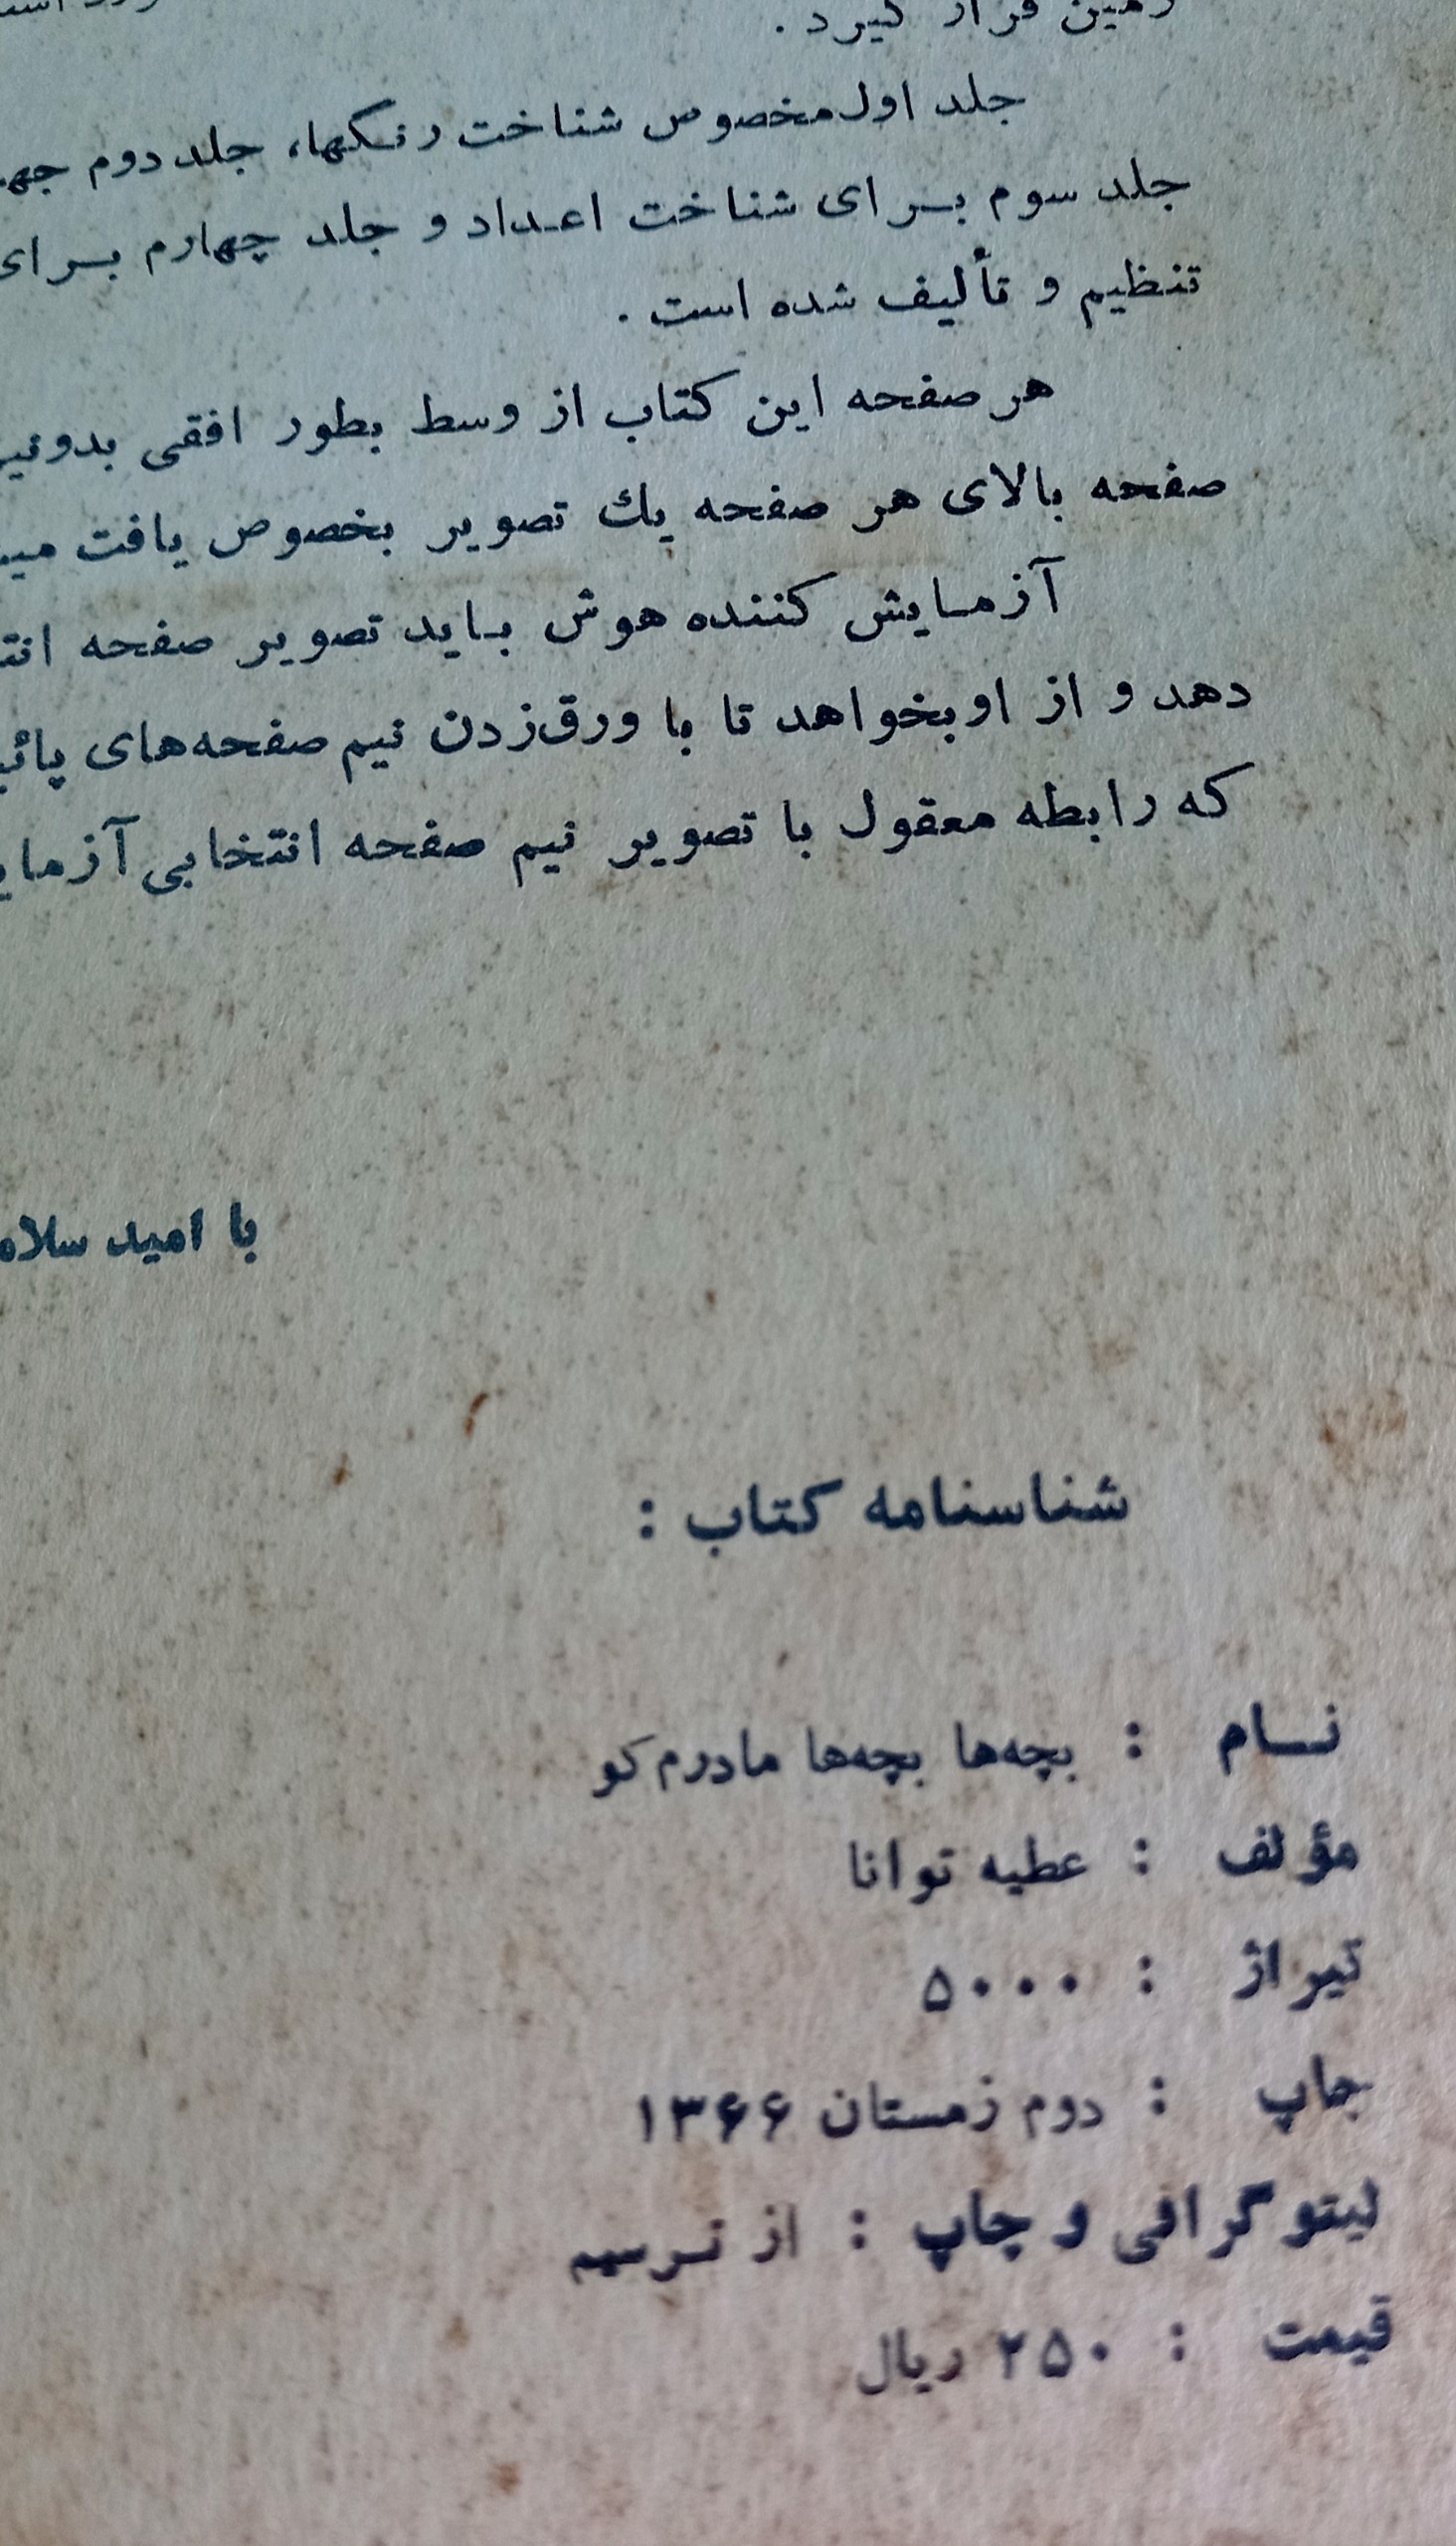 زمین قرار گیرد .
جلد اول مخصوص شناخت رنگها، جلد دوم
جلد سوم برای شناخت اعداد و جلد چهارم برای
تنظیم و تألیف شده است .
هر صفحه این کتاب از وسط بطور افقی
صفحه بالای هر صفحه یك تصویر بخصوص یافت
آزمایش کننده هوش باید تصویر صفحه
دهد و از او بخواهد تا با ورق‌زدن نیم صفحه‌های
که رابطه معقول با تصویر نیم صفحه انتخابی
با امید
شناسنامه کتاب :
نام : بچه‌ها بچه‌ها مادرم کو
مؤلف : عطیه توانا
تیراژ : ۵۰۰۰
چاپ : دوم زمستان ۱۳۶۶
لیتوگرافی و چاپ : از ترسیم
قیمت : ۲۵۰ ریال